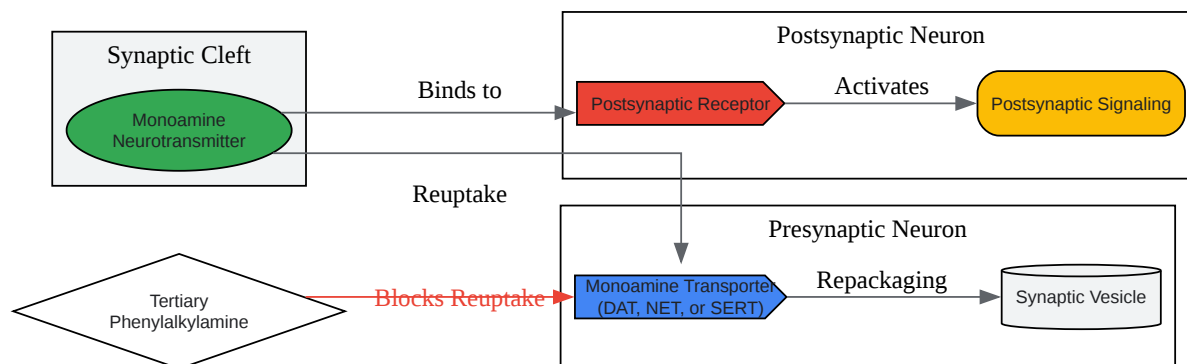 Synaptic Cleft
Monoamine
Neurotransmitter
Binds to
Reuptake
Postsynaptic Neuron
Postsynaptic Receptor
Activates
Postsynaptic Signaling
Tertiary
Phenylalkylamine
Blocks Reuptake
Presynaptic Neuron
Monoamine Transporter
(DAT, NET, or SERT)
Repackaging
Synaptic Vesicle